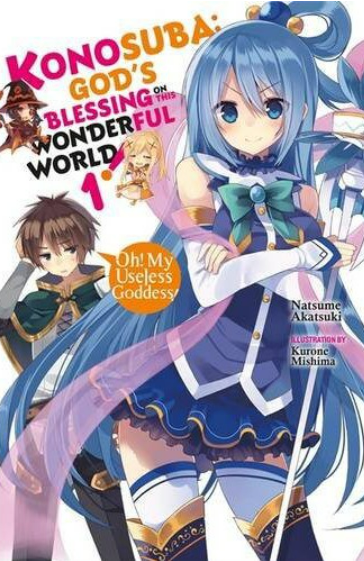 KONOSUBA:
GOD'S
BLESSING ON THIS
WONDERFUL
WORLD!
1
Oh! My
Useless
Goddess
Natsume
Akatsuki
ILLUSTRATION BY
Kurone
Mishima